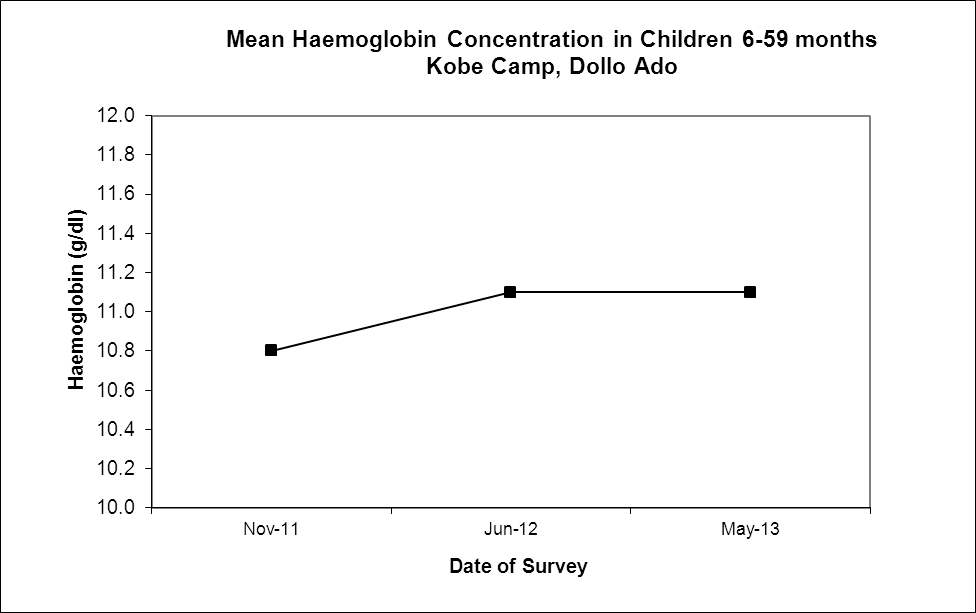 Mean Haemoglobin Concentration in Children 6-59 months
Kobe Camp, Dollo Ado
Haemoglobin (g/dl)
12.0
11.8
11.6
11.4
11.2
11.0
10.8
10.6
10.4
10.2
10.0
Nov-11 Jun-12 May-13
Date of Survey